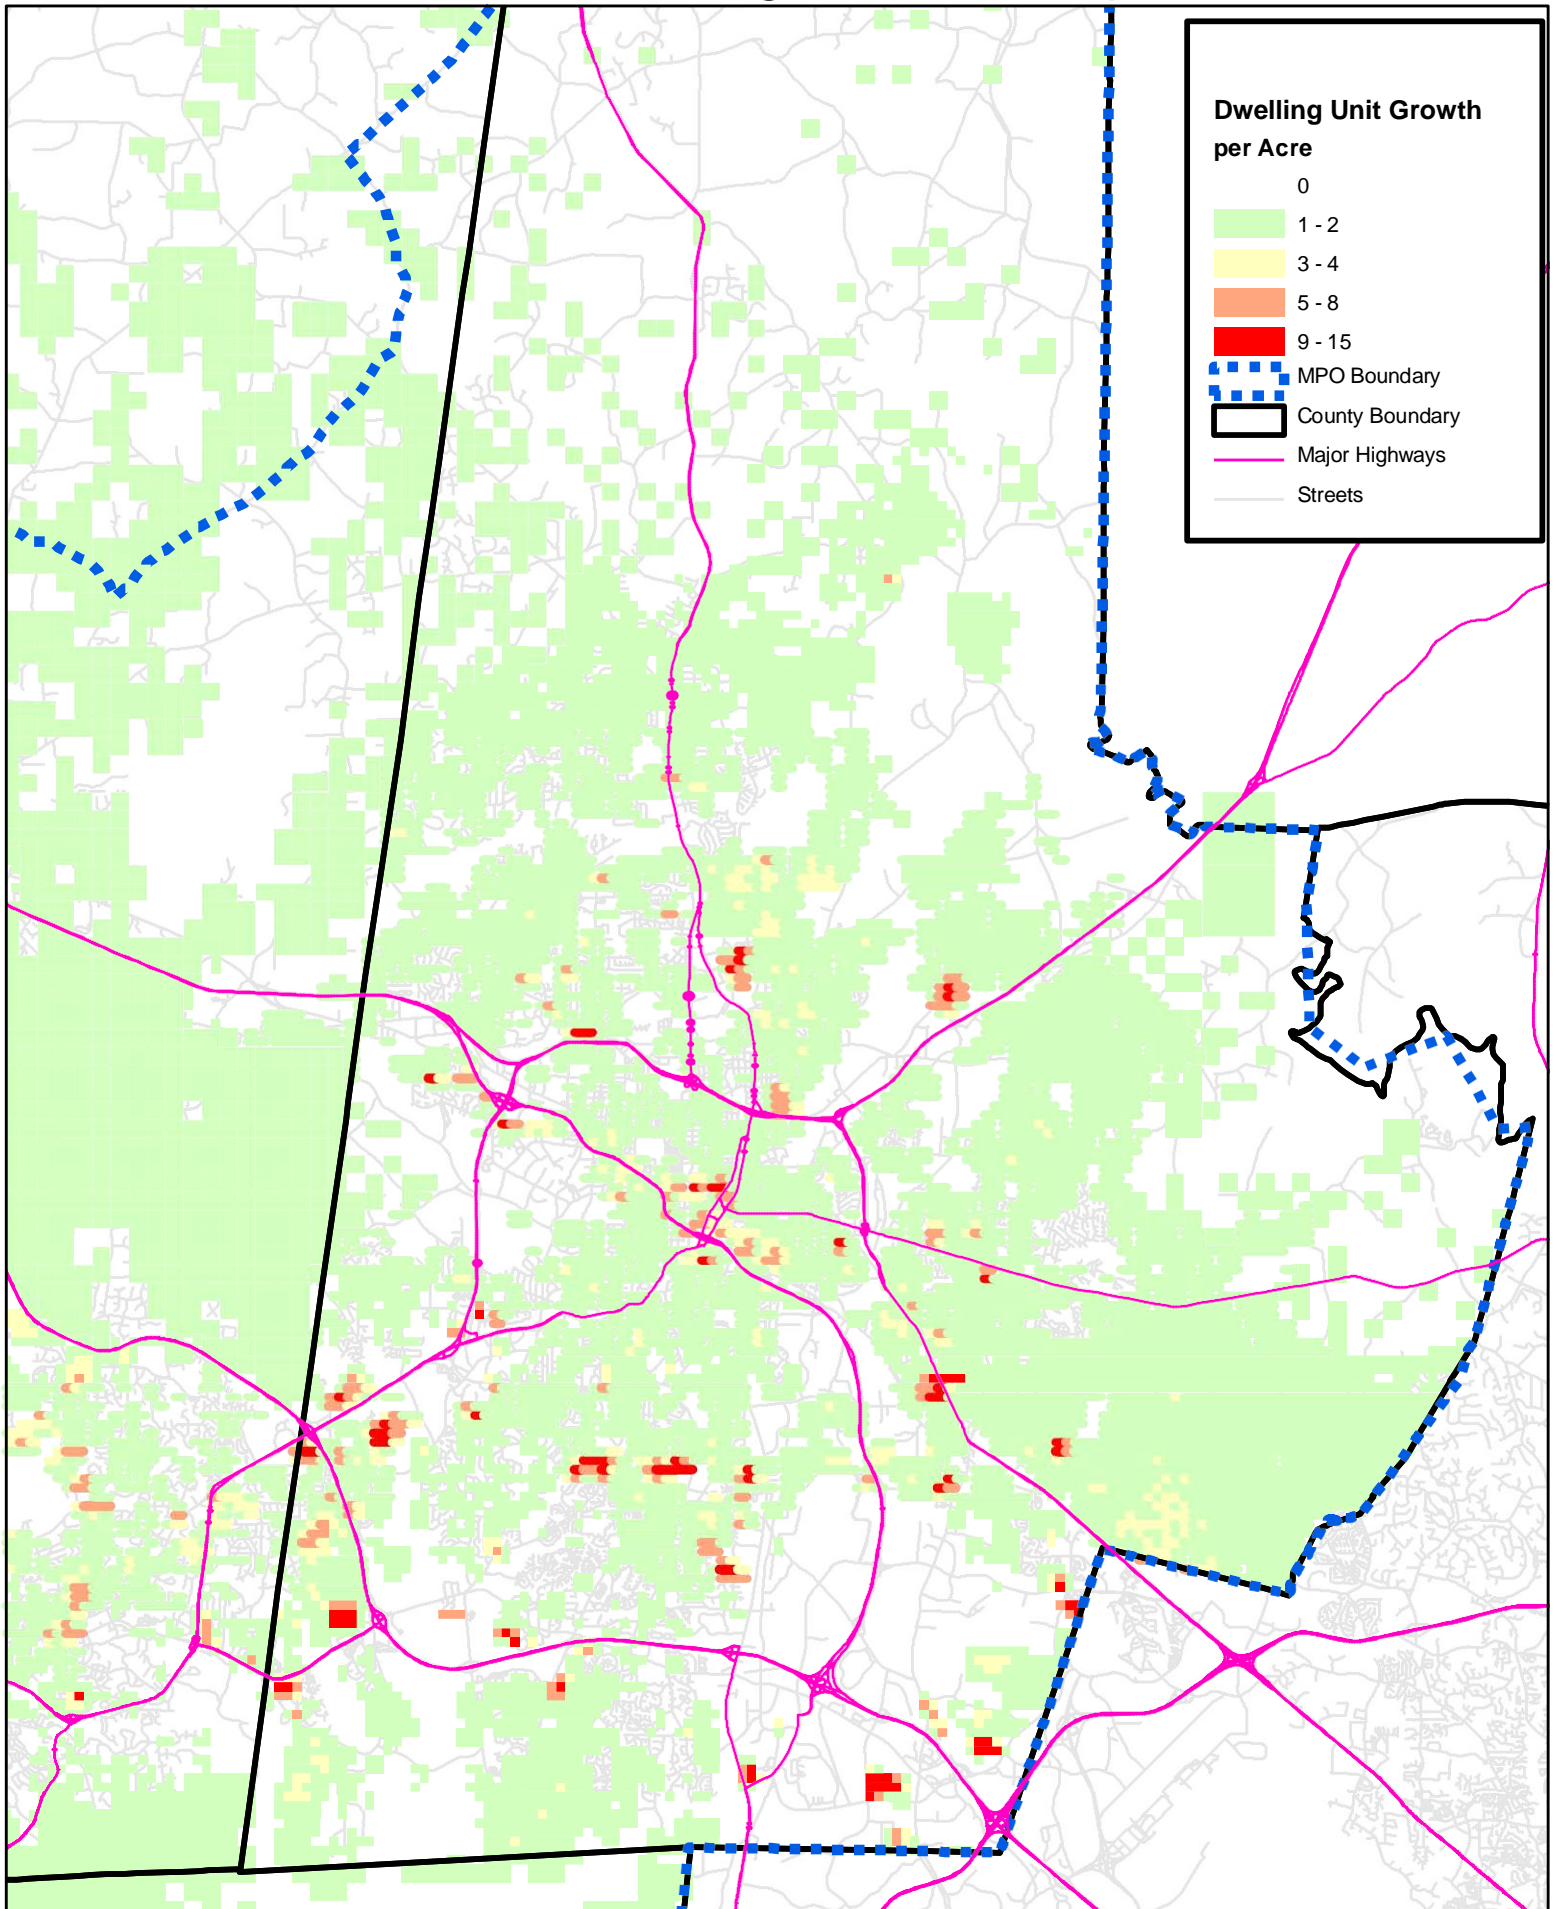 Dwelling Unit Growth
per Acre
0
1 - 2
3 - 4
5 - 8
9 - 15
MPO Boundary
County Boundary
Major Highways
Streets